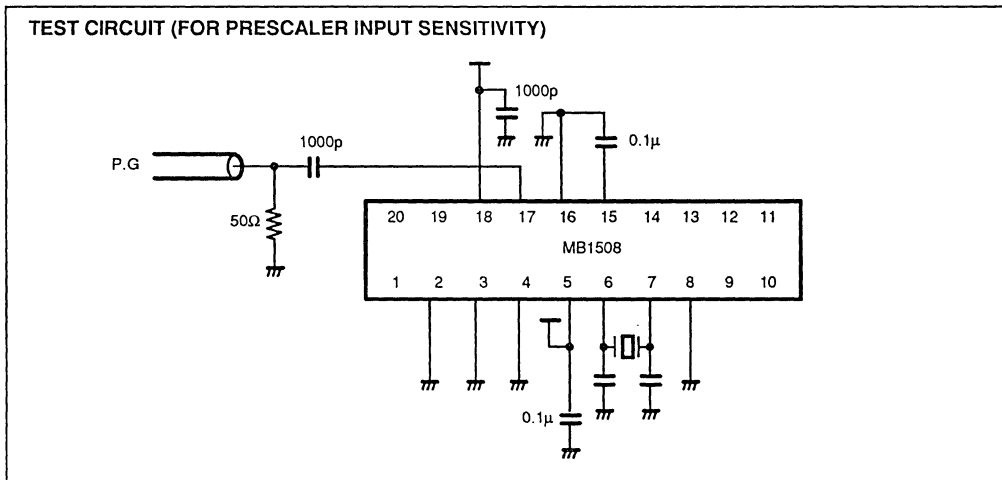 TEST CIRCUIT (FOR PRESCALER INPUT SENSITIVITY)
1000p
1000p
0.1μ
P.G
50Ω
20 19 18 17 16 15 14 13 12 11
MB1508
1 2 3 4 5 6 7 8 9 10
0.1μ